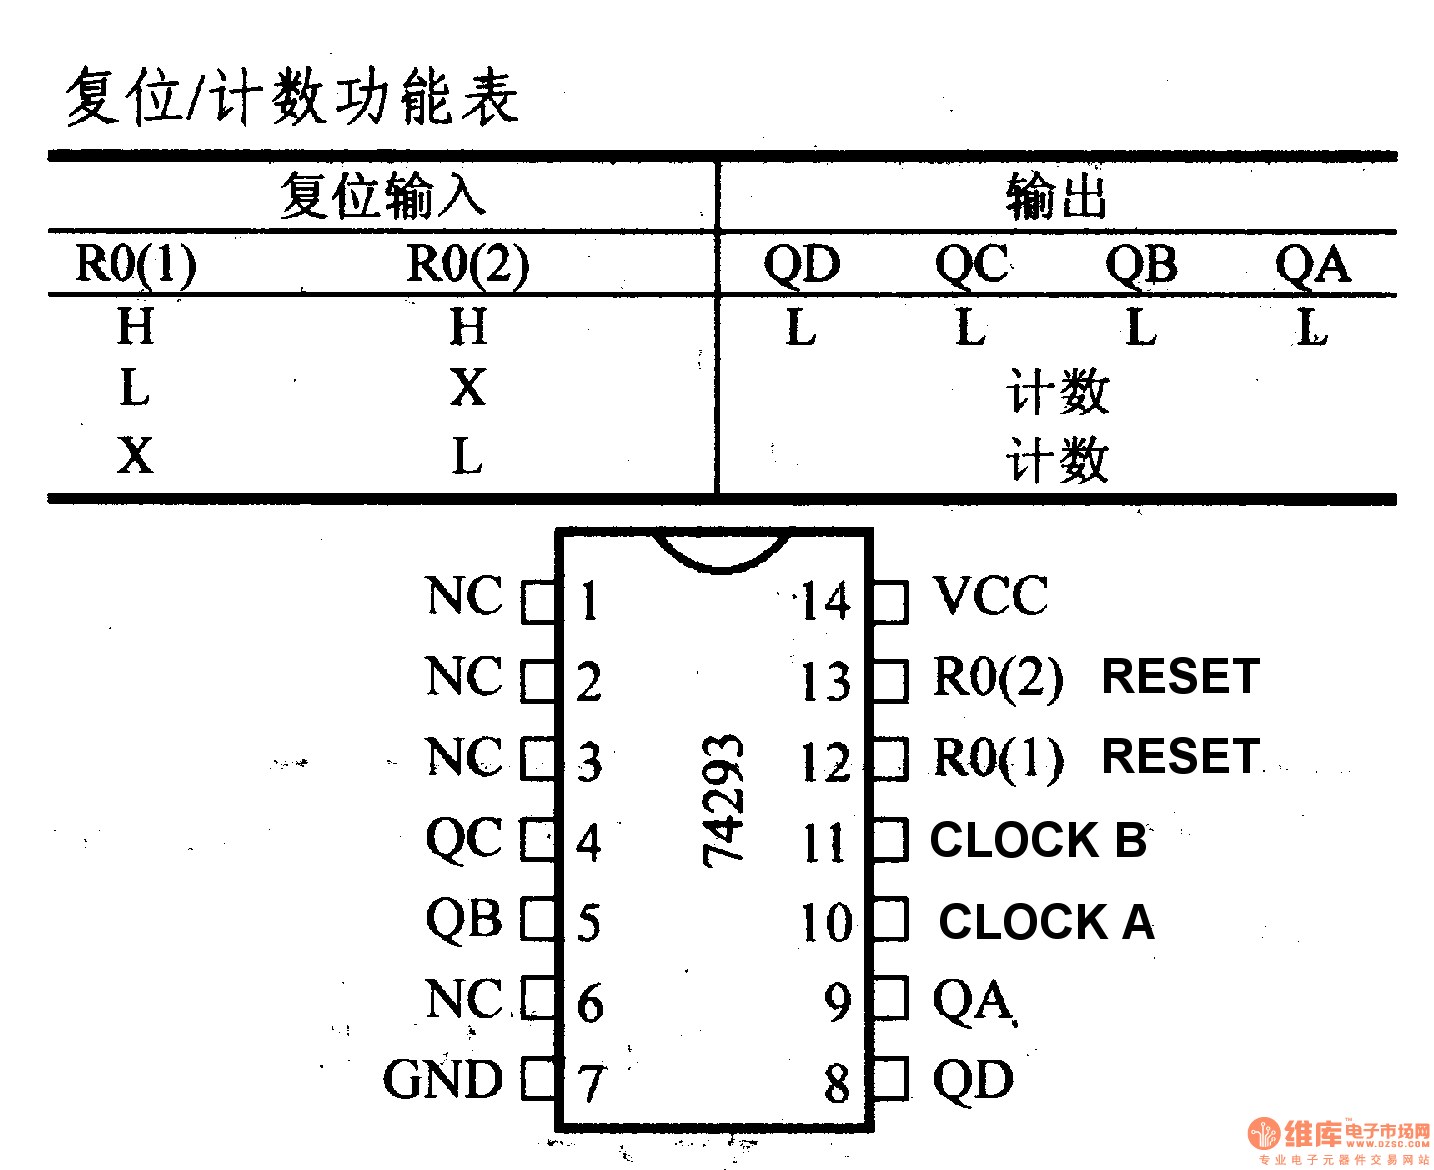 复位/计数功能表
复位输入 输出
R0(1) R0(2) QD QC QB QA
H H L L L L
L X 计数
X L 计数
NC 1 14 VCC
NC 2 13 R0(2) RESET
NC 3 12 R0(1) RESET
74293
QC 4 11 CLOCK B
QB 5 10 CLOCK A
NC 6 9 QA
GND 7 8 QD
维库™电子市场网
WWW.DZSC.COM
专业电子元器件交易网站